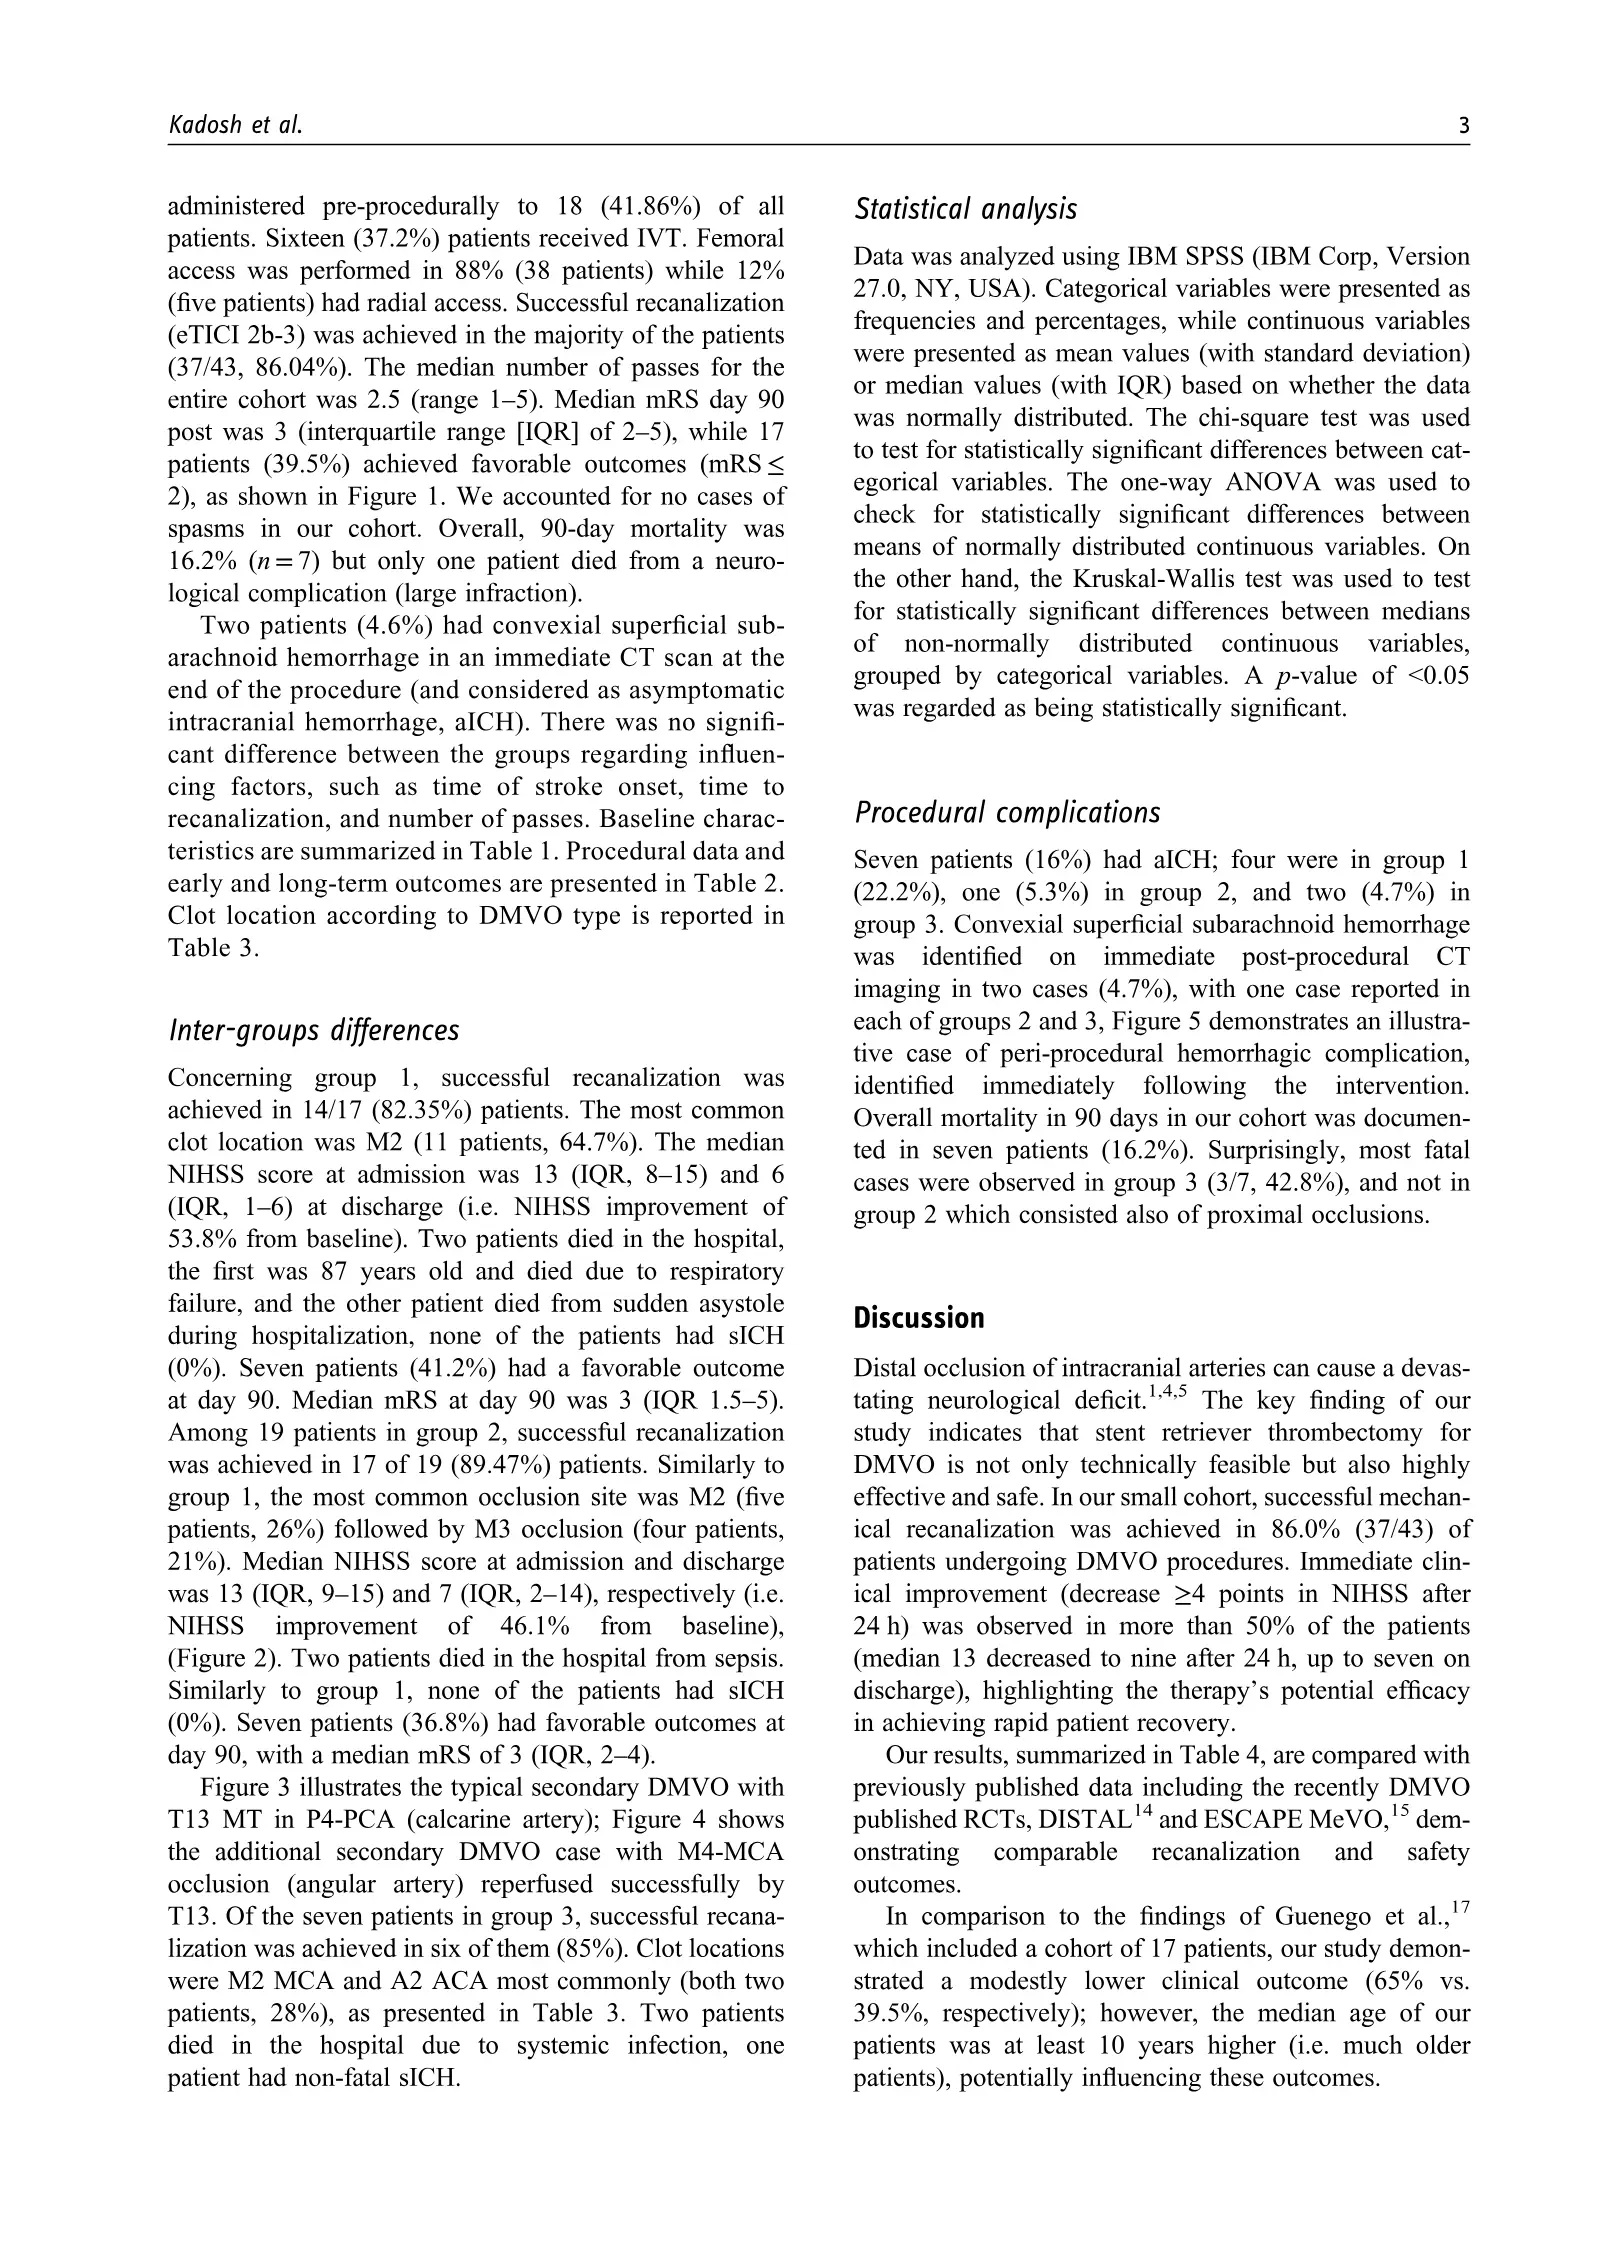 Kadosh et al.
3
administered pre-procedurally to 18 (41.86%) of all
patients. Sixteen (37.2%) patients received IVT. Femoral
access was performed in 88% (38 patients) while 12%
(five patients) had radial access. Successful recanalization
(eTICI 2b-3) was achieved in the majority of the patients
(37/43, 86.04%). The median number of passes for the
entire cohort was 2.5 (range 1–5). Median mRS day 90
post was 3 (interquartile range [IQR] of 2–5), while 17
patients (39.5%) achieved favorable outcomes (mRS ≤
2), as shown in Figure 1. We accounted for no cases of
spasms in our cohort. Overall, 90-day mortality was
16.2% (n = 7) but only one patient died from a neuro-
logical complication (large infraction).
Two patients (4.6%) had convexial superficial sub-
arachnoid hemorrhage in an immediate CT scan at the
end of the procedure (and considered as asymptomatic
intracranial hemorrhage, aICH). There was no signifi-
cant difference between the groups regarding influen-
cing factors, such as time of stroke onset, time to
recanalization, and number of passes. Baseline charac-
teristics are summarized in Table 1. Procedural data and
early and long-term outcomes are presented in Table 2.
Clot location according to DMVO type is reported in
Table 3.
Inter-groups differences
Concerning group 1, successful recanalization was
achieved in 14/17 (82.35%) patients. The most common
clot location was M2 (11 patients, 64.7%). The median
NIHSS score at admission was 13 (IQR, 8–15) and 6
(IQR, 1–6) at discharge (i.e. NIHSS improvement of
53.8% from baseline). Two patients died in the hospital,
the first was 87 years old and died due to respiratory
failure, and the other patient died from sudden asystole
during hospitalization, none of the patients had sICH
(0%). Seven patients (41.2%) had a favorable outcome
at day 90. Median mRS at day 90 was 3 (IQR 1.5–5).
Among 19 patients in group 2, successful recanalization
was achieved in 17 of 19 (89.47%) patients. Similarly to
group 1, the most common occlusion site was M2 (five
patients, 26%) followed by M3 occlusion (four patients,
21%). Median NIHSS score at admission and discharge
was 13 (IQR, 9–15) and 7 (IQR, 2–14), respectively (i.e.
NIHSS improvement of 46.1% from baseline),
(Figure 2). Two patients died in the hospital from sepsis.
Similarly to group 1, none of the patients had sICH
(0%). Seven patients (36.8%) had favorable outcomes at
day 90, with a median mRS of 3 (IQR, 2–4).
Figure 3 illustrates the typical secondary DMVO with
T13 MT in P4-PCA (calcarine artery); Figure 4 shows
the additional secondary DMVO case with M4-MCA
occlusion (angular artery) reperfused successfully by
T13. Of the seven patients in group 3, successful recana-
lization was achieved in six of them (85%). Clot locations
were M2 MCA and A2 ACA most commonly (both two
patients, 28%), as presented in Table 3. Two patients
died in the hospital due to systemic infection, one
patient had non-fatal sICH.
Statistical analysis
Data was analyzed using IBM SPSS (IBM Corp, Version
27.0, NY, USA). Categorical variables were presented as
frequencies and percentages, while continuous variables
were presented as mean values (with standard deviation)
or median values (with IQR) based on whether the data
was normally distributed. The chi-square test was used
to test for statistically significant differences between cat-
egorical variables. The one-way ANOVA was used to
check for statistically significant differences between
means of normally distributed continuous variables. On
the other hand, the Kruskal-Wallis test was used to test
for statistically significant differences between medians
of non-normally distributed continuous variables,
grouped by categorical variables. A p-value of <0.05
was regarded as being statistically significant.
Procedural complications
Seven patients (16%) had aICH; four were in group 1
(22.2%), one (5.3%) in group 2, and two (4.7%) in
group 3. Convexial superficial subarachnoid hemorrhage
was identified on immediate post-procedural CT
imaging in two cases (4.7%), with one case reported in
each of groups 2 and 3, Figure 5 demonstrates an illustra-
tive case of peri-procedural hemorrhagic complication,
identified immediately following the intervention.
Overall mortality in 90 days in our cohort was documen-
ted in seven patients (16.2%). Surprisingly, most fatal
cases were observed in group 3 (3/7, 42.8%), and not in
group 2 which consisted also of proximal occlusions.
Discussion
Distal occlusion of intracranial arteries can cause a devas-
tating neurological deficit.1,4,5 The key finding of our
study indicates that stent retriever thrombectomy for
DMVO is not only technically feasible but also highly
effective and safe. In our small cohort, successful mechan-
ical recanalization was achieved in 86.0% (37/43) of
patients undergoing DMVO procedures. Immediate clin-
ical improvement (decrease ≥4 points in NIHSS after
24 h) was observed in more than 50% of the patients
(median 13 decreased to nine after 24 h, up to seven on
discharge), highlighting the therapy’s potential efficacy
in achieving rapid patient recovery.
Our results, summarized in Table 4, are compared with
previously published data including the recently DMVO
published RCTs, DISTAL14 and ESCAPE MeVO,15 dem-
onstrating comparable recanalization and safety
outcomes.
In comparison to the findings of Guenego et al.,17
which included a cohort of 17 patients, our study demon-
strated a modestly lower clinical outcome (65% vs.
39.5%, respectively); however, the median age of our
patients was at least 10 years higher (i.e. much older
patients), potentially influencing these outcomes.